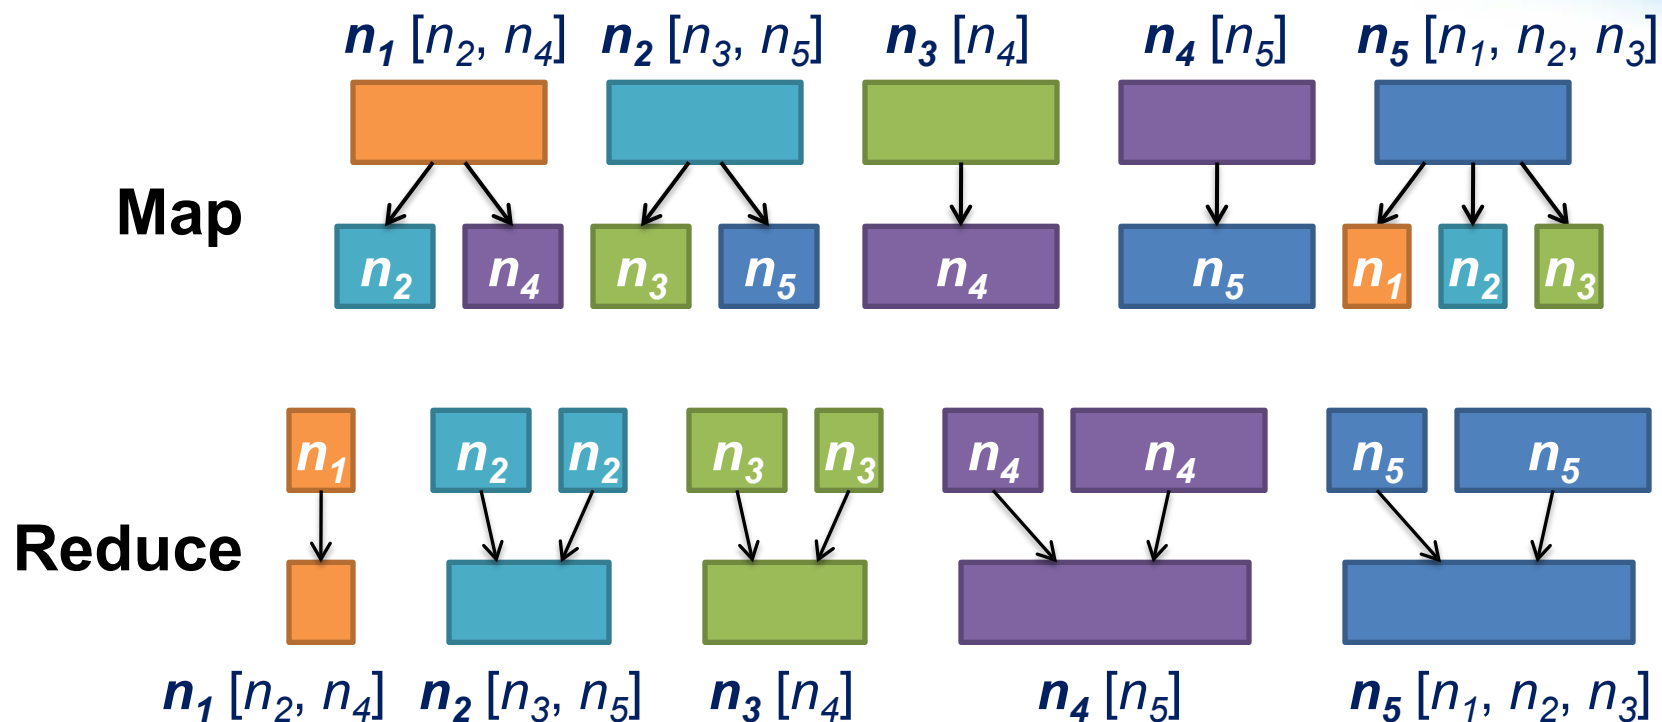 n₁ [n₂, n₄] n₂ [n₃, n₅] n₃ [n₄] n₄ [n₅] n₅ [n₁, n₂, n₃]
Map
n₂ n₄ n₃ n₅ n₄ n₅ n₁ n₂ n₃
n₁ n₂ n₂ n₃ n₃ n₄ n₄ n₅ n₅
Reduce
n₁ [n₂, n₄] n₂ [n₃, n₅] n₃ [n₄] n₄ [n₅] n₅ [n₁, n₂, n₃]